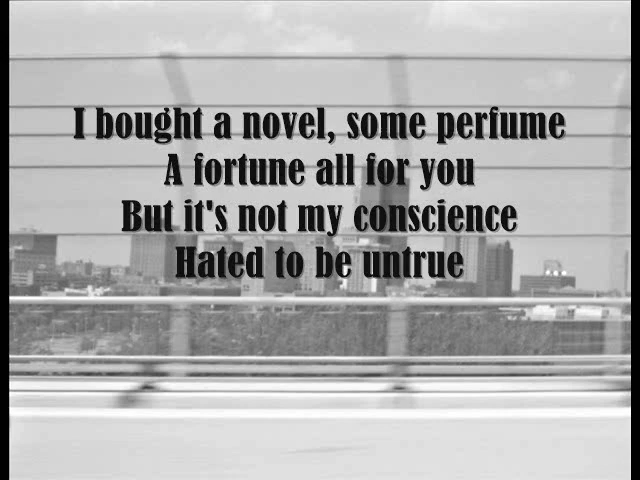 I bought a novel, some perfume
A fortune all for you
But it's not my conscience
Hated to be untrue